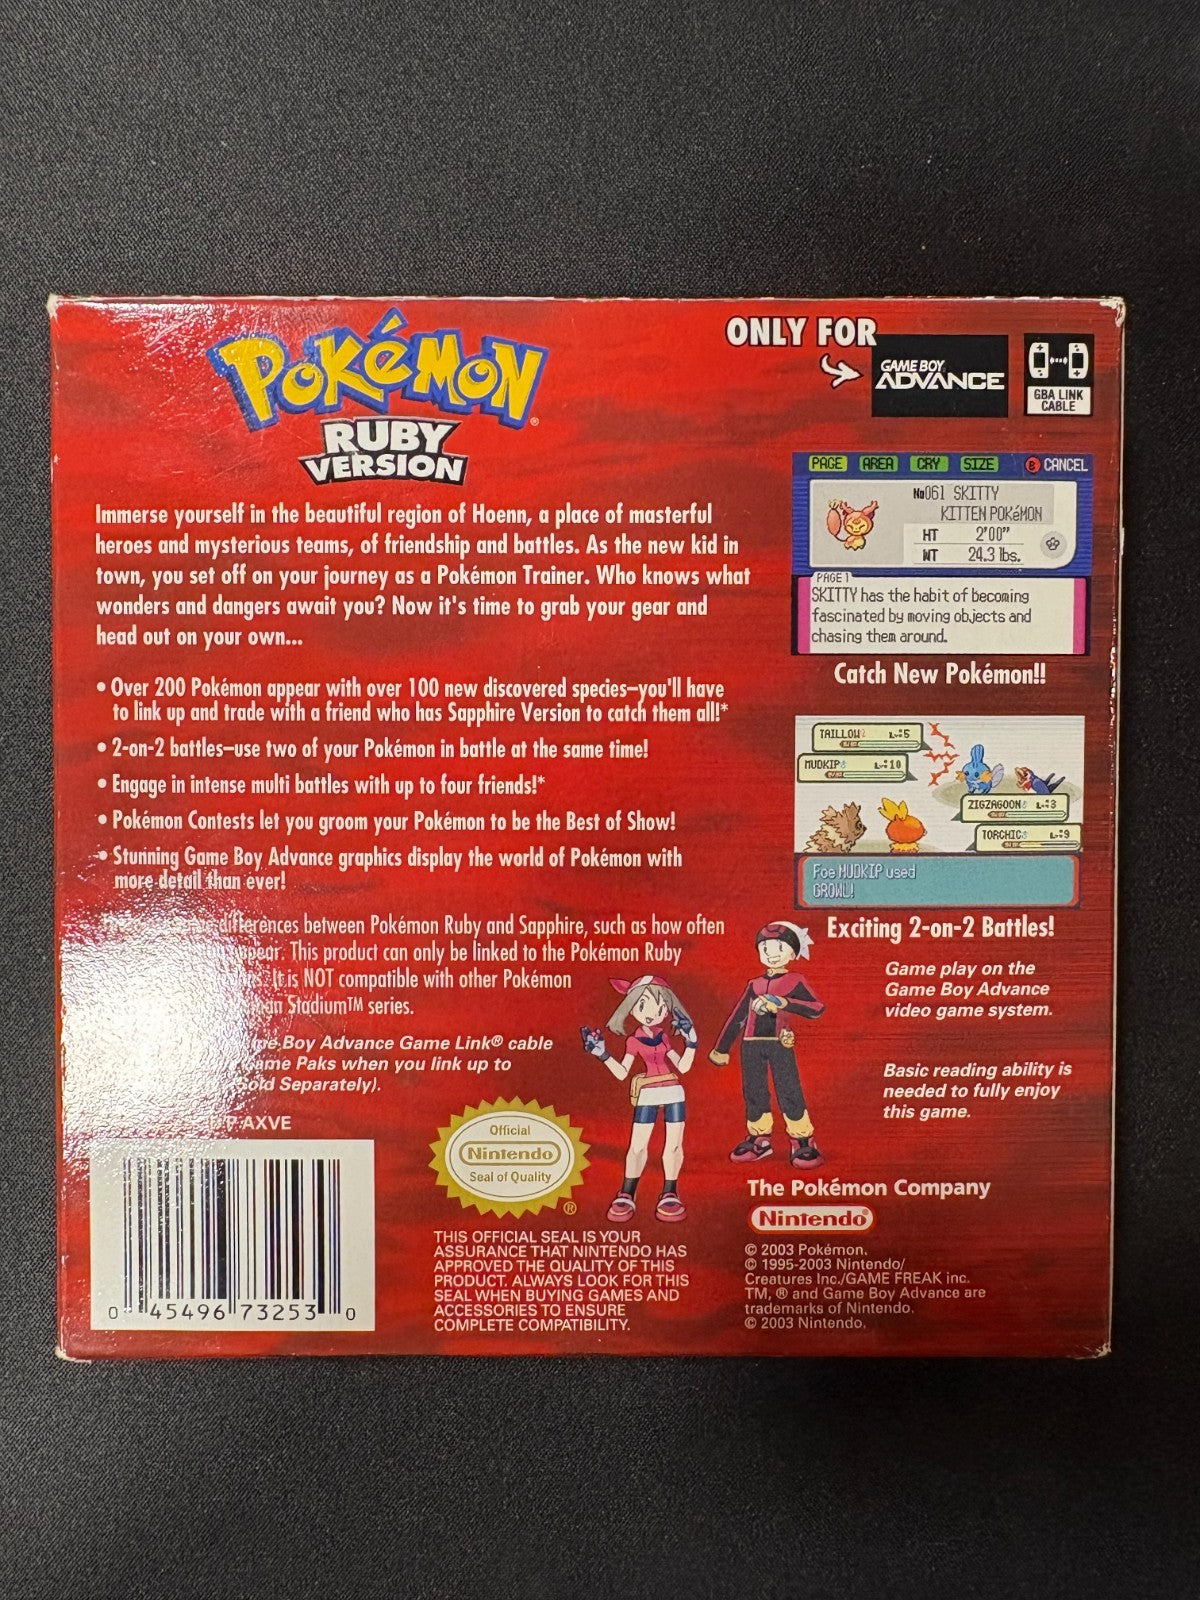 POKéMON®
RUBY
VERSION
ONLY FOR
GAME BOY
ADVANCE
GBA LINK
CABLE
Immerse yourself in the beautiful region of Hoenn, a place of masterful
heroes and mysterious teams, of friendship and battles. As the new kid in
town, you set off on your journey as a Pokémon Trainer. Who knows what
wonders and dangers await you? Now it's time to grab your gear and
head out on your own...
• Over 200 Pokémon appear with over 100 new discovered species–you'll have
to link up and trade with a friend who has Sapphire Version to catch them all!*
• 2-on-2 battles–use two of your Pokémon in battle at the same time!
• Engage in intense multi battles with up to four friends!*
• Pokémon Contests let you groom your Pokémon to be the Best of Show!
• Stunning Game Boy Advance graphics display the world of Pokémon with
more detail than ever!
differences between Pokémon Ruby and Sapphire, such as how often
appear. This product can only be linked to the Pokémon Ruby
It is NOT compatible with other Pokémon
Stadium™ series.
Boy Advance Game Link® cable
Game Paks when you link up to
(Sold Separately).
AXVE
0 45496 73253 0
Official
Nintendo
Seal of Quality
®
THIS OFFICIAL SEAL IS YOUR
ASSURANCE THAT NINTENDO HAS
APPROVED THE QUALITY OF THIS
PRODUCT. ALWAYS LOOK FOR THIS
SEAL WHEN BUYING GAMES AND
ACCESSORIES TO ENSURE
COMPLETE COMPATIBILITY.
PAGE AREA CRY SIZE B CANCEL
No061 SKITTY
KITTEN POKéMON
HT 2'00"
WT 24.3 lbs.
PAGE 1
SKITTY has the habit of becoming
fascinated by moving objects and
chasing them around.
Catch New Pokémon!!
TAILLOW♀ Lv:5
MUDKIP♂ Lv:10
ZIGZAGOON♂ Lv:3
TORCHIC♂ Lv:9
Foe MUDKIP used
GROWL!
Exciting 2-on-2 Battles!
Game play on the
Game Boy Advance
video game system.
Basic reading ability is
needed to fully enjoy
this game.
The Pokémon Company
Nintendo®
© 2003 Pokémon.
© 1995-2003 Nintendo/
Creatures Inc./GAME FREAK inc.
TM, ® and Game Boy Advance are
trademarks of Nintendo.
© 2003 Nintendo.